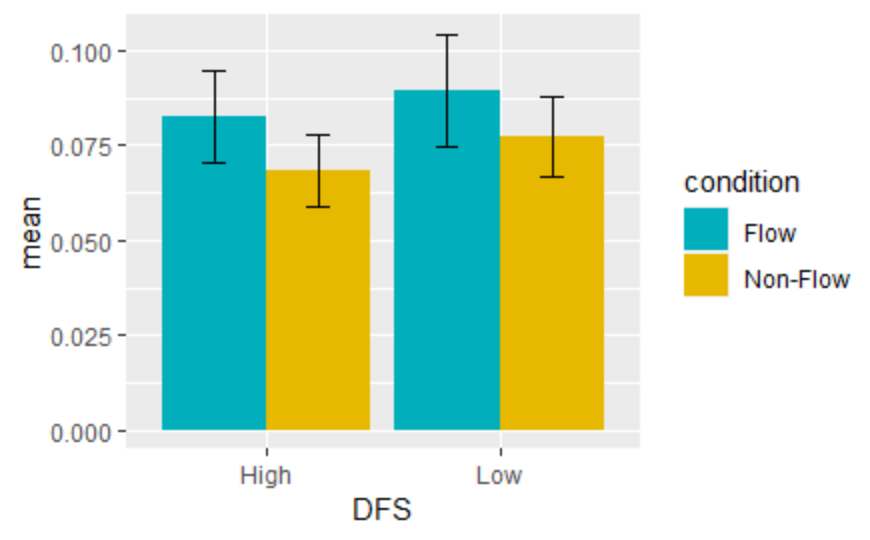 0.100
0.075
0.050
0.025
0.000
mean
High
Low
DFS
condition
Flow
Non-Flow